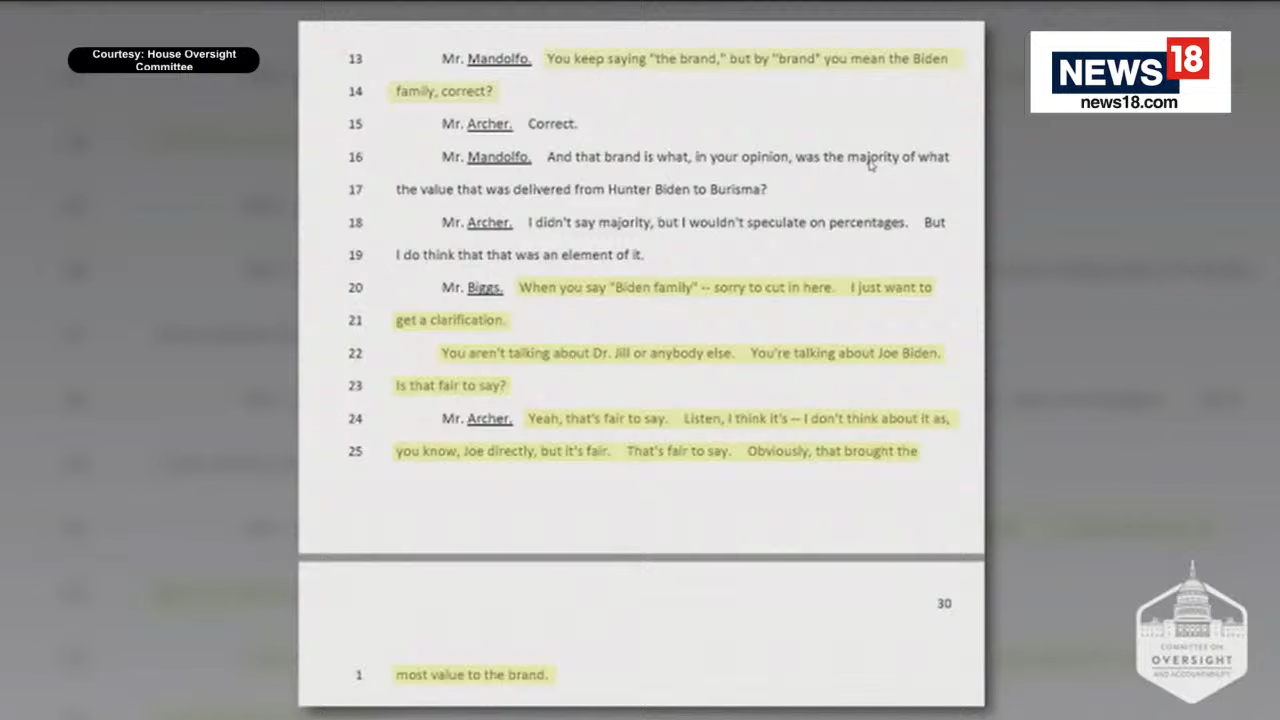 Courtesy: House Oversight
Committee
NEWS 18
news18.com
13 Mr. Mandolfo. You keep saying "the brand," but by "brand" you mean the Biden
14 family, correct?
15 Mr. Archer. Correct.
16 Mr. Mandolfo. And that brand is what, in your opinion, was the majority of what
17 the value that was delivered from Hunter Biden to Burisma?
18 Mr. Archer. I didn't say majority, but I wouldn't speculate on percentages. But
19 I do think that that was an element of it.
20 Mr. Biggs. When you say "Biden family" -- sorry to cut in here. I just want to
21 get a clarification.
22 You aren't talking about Dr. Jill or anybody else. You're talking about Joe Biden.
23 Is that fair to say?
24 Mr. Archer. Yeah, that's fair to say. Listen, I think it's -- I don't think about it as,
25 you know, Joe directly, but it's fair. That's fair to say. Obviously, that brought the
30
1 most value to the brand.
COMMITTEE ON
OVERSIGHT
AND ACCOUNTABILITY